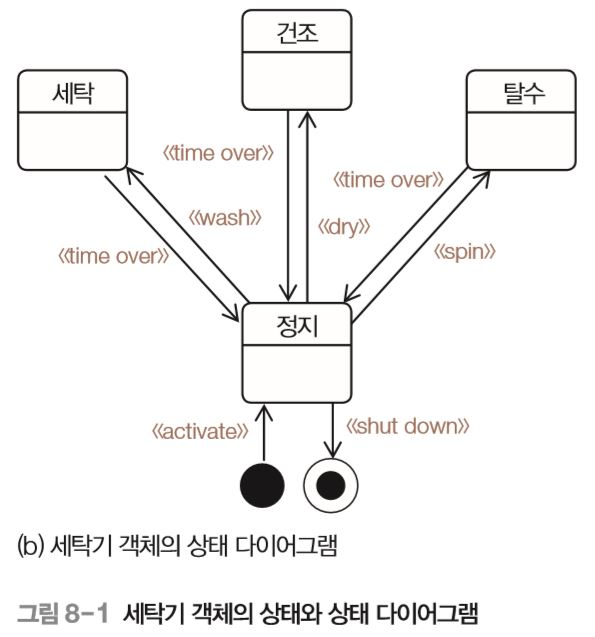 건조
세탁
탈수
《time over》
《time over》
《wash》
《dry》
《time over》
《spin》
정지
《activate》
《shut down》
(b) 세탁기 객체의 상태 다이어그램
그림 8-1 세탁기 객체의 상태와 상태 다이어그램